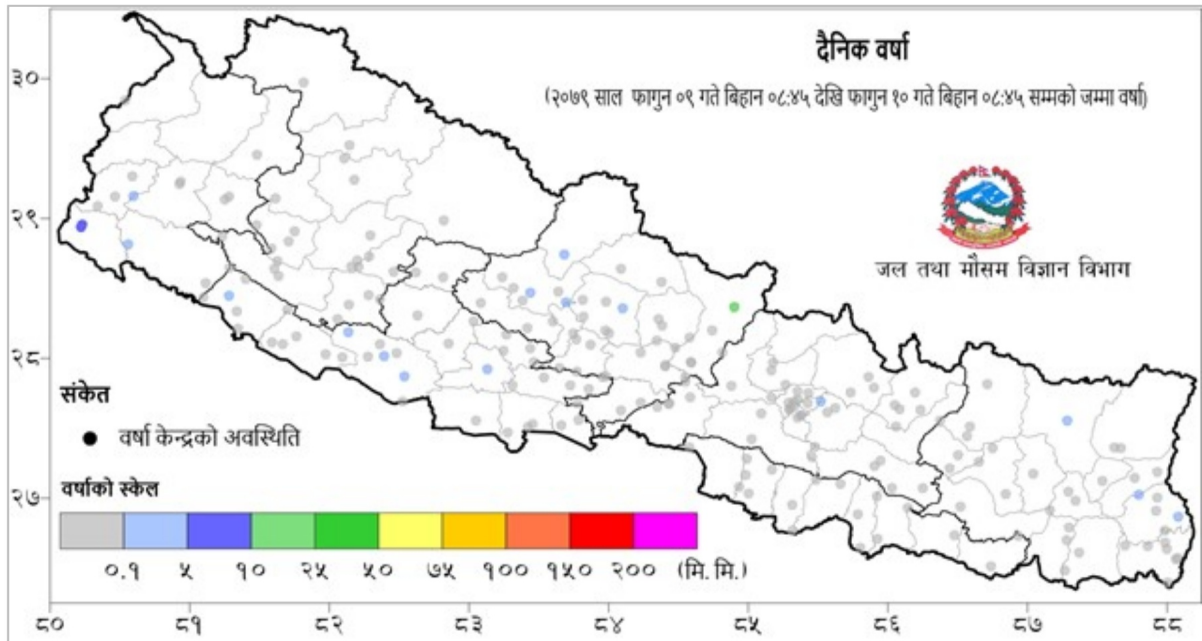 दैनिक वर्षा
(२०७९ साल फागुन ०९ गते बिहान ०८:४५ देखि फागुन १० गते बिहान ०८:४५ सम्मको जम्मा वर्षा)
जल तथा मौसम विज्ञान विभाग
३०
२९
२८
२७
संकेत
वर्षा केन्द्रको अवस्थिति
वर्षाको स्केल
०.१ ५ १० २५ ५० ७५ १०० १५० २०० (मि.मि.)
८० ८१ ८२ ८३ ८४ ८५ ८६ ८७ ८८